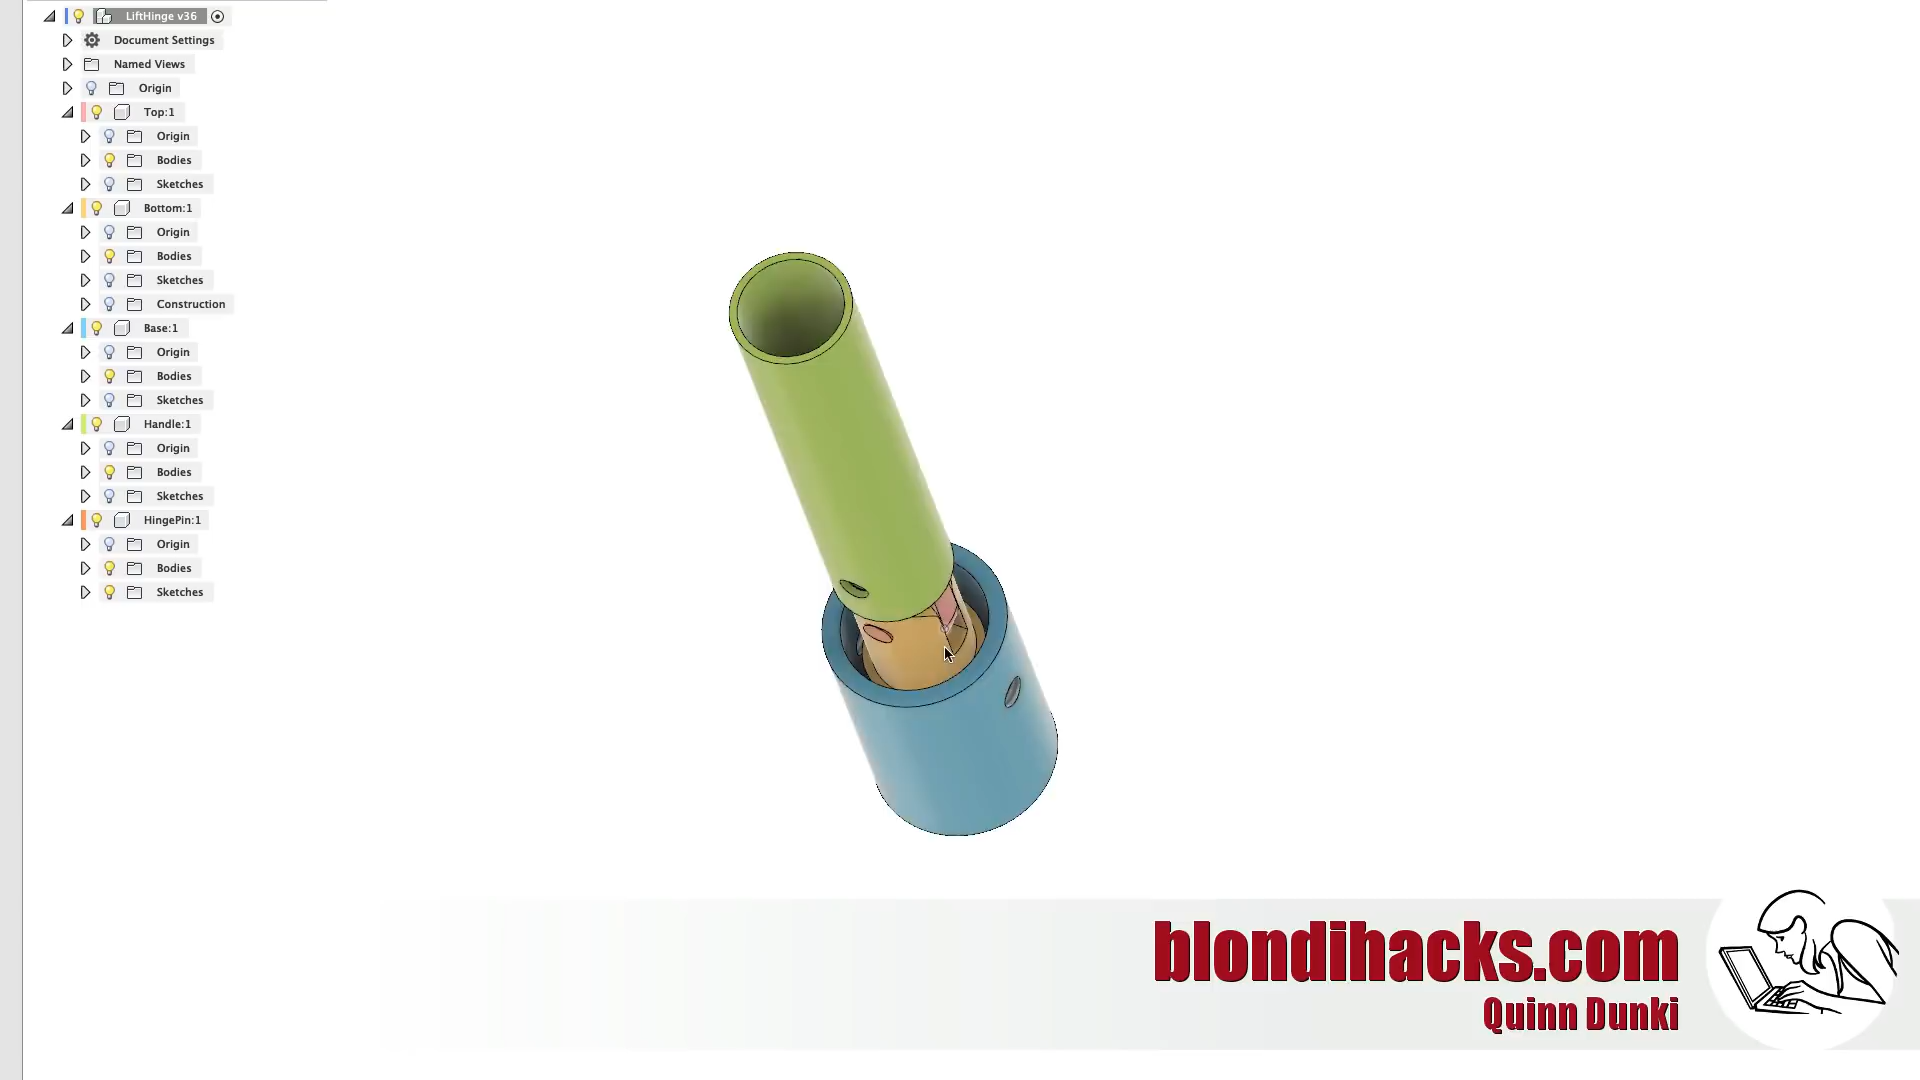 LiftHinge v36
Document Settings
Named Views
Origin
Top:1
Origin
Bodies
Sketches
Bottom:1
Origin
Bodies
Sketches
Construction
Base:1
Origin
Bodies
Sketches
Handle:1
Origin
Bodies
Sketches
HingePin:1
Origin
Bodies
Sketches
blondihacks.com
Quinn Dunki